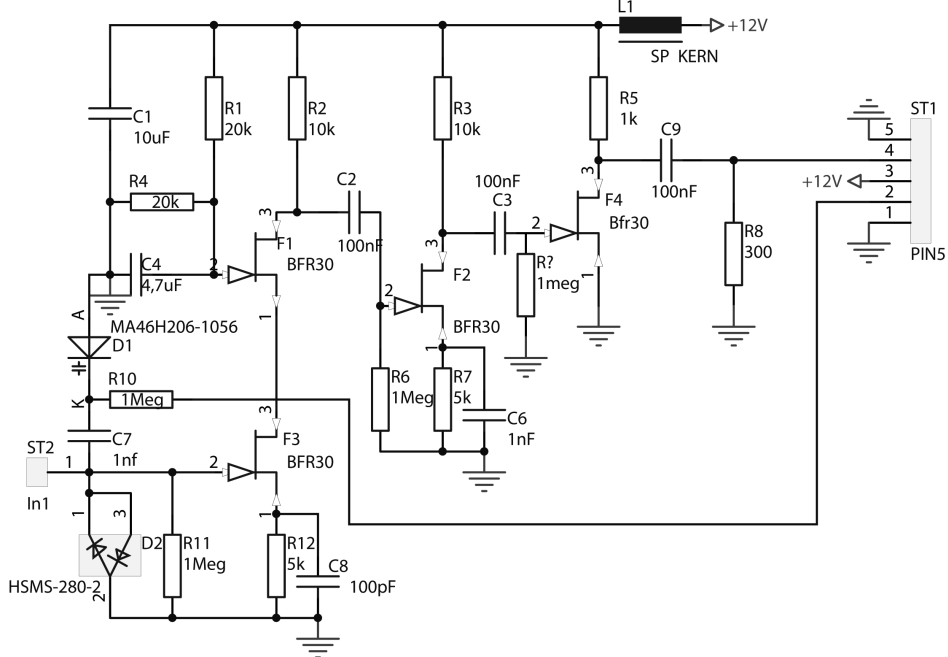 L1
+12V
SP KERN
C1
10uF
R1
20k
R2
10k
R3
10k
R5
1k
ST1
5
4
3
2
1
+12V
PIN5
C9
100nF
R4
20k
C2
100nF
100nF
C3
3
F4
Bfr30
2
1
R8
300
3
F1
BFR30
2
1
C4
4,7uF
3
F2
2
BFR30
1
R?
1meg
A
MA46H206-1056
D1
K
R10
1Meg
R6
1Meg
R7
5k
C6
1nF
C7
1nf
3
F3
BFR30
2
1
ST2
1
In1
1
3
D2
HSMS-280-2
2
R11
1Meg
R12
5k
C8
100pF